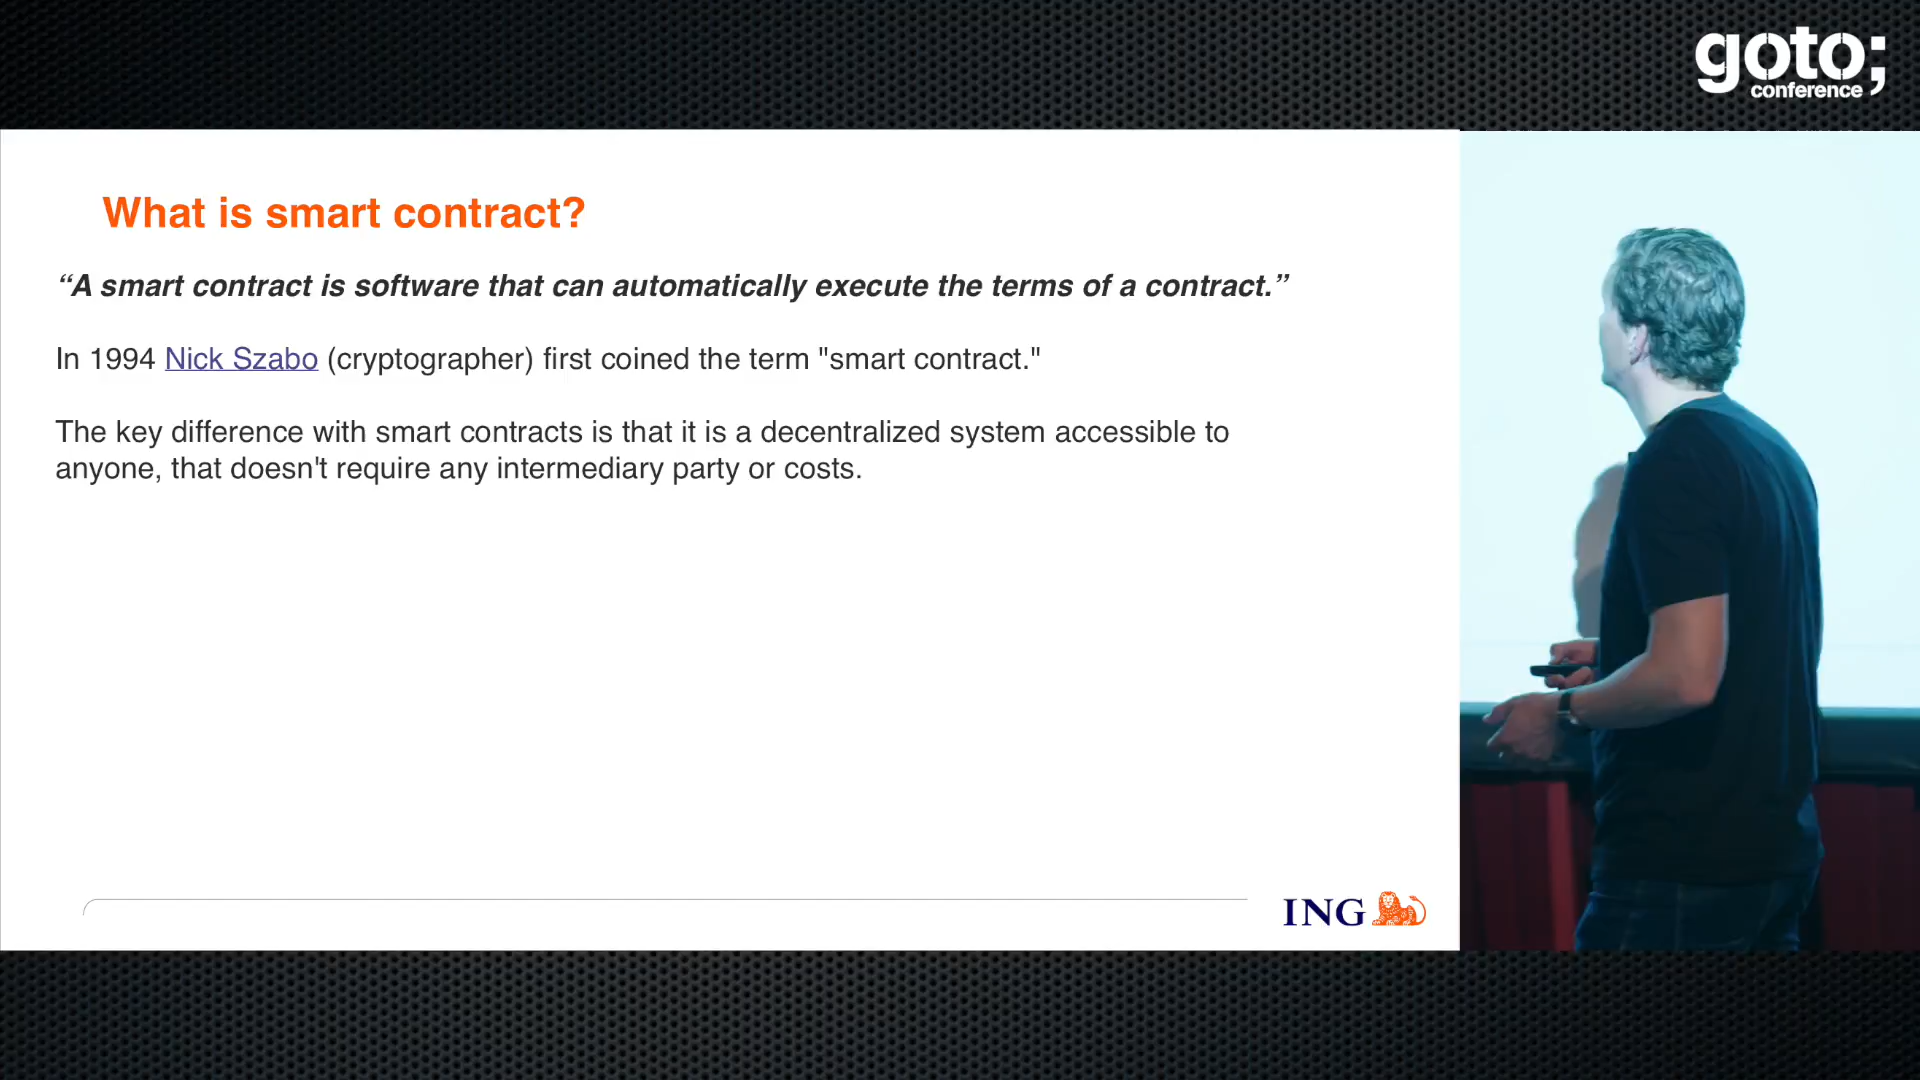 goto;
conference
What is smart contract?
“A smart contract is software that can automatically execute the terms of a contract.”
In 1994 Nick Szabo (cryptographer) first coined the term "smart contract."
The key difference with smart contracts is that it is a decentralized system accessible to
anyone, that doesn't require any intermediary party or costs.
ING